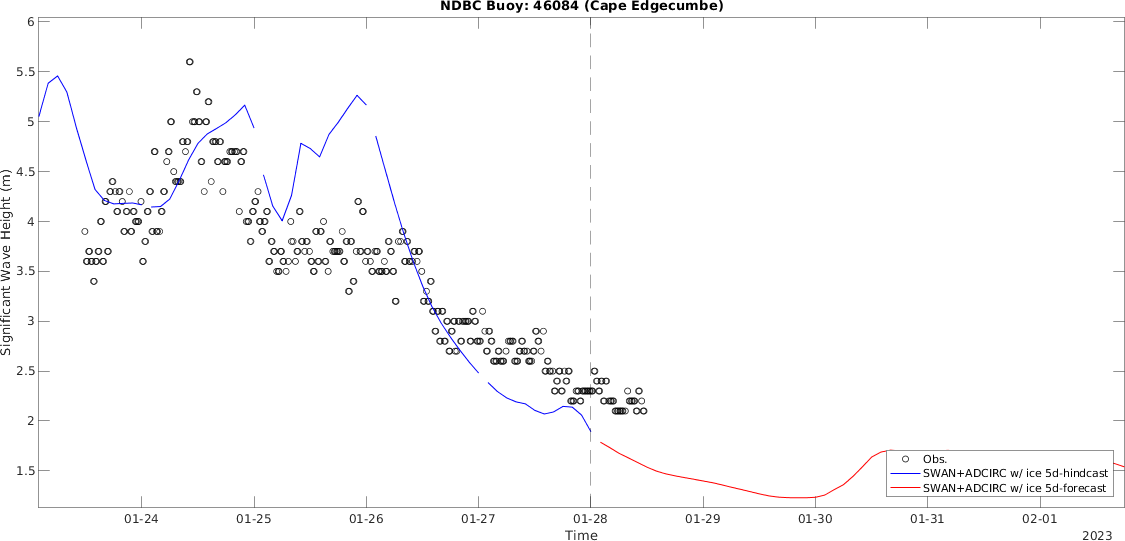 NDBC Buoy: 46084 (Cape Edgecumbe)
6
5.5
5
4.5
4
3.5
3
2.5
2
1.5
Significant Wave Height (m)
Obs.
SWAN+ADCIRC w/ ice 5d-hindcast
SWAN+ADCIRC w/ ice 5d-forecast
01-24 01-25 01-26 01-27 01-28 01-29 01-30 01-31 02-01
Time
2023